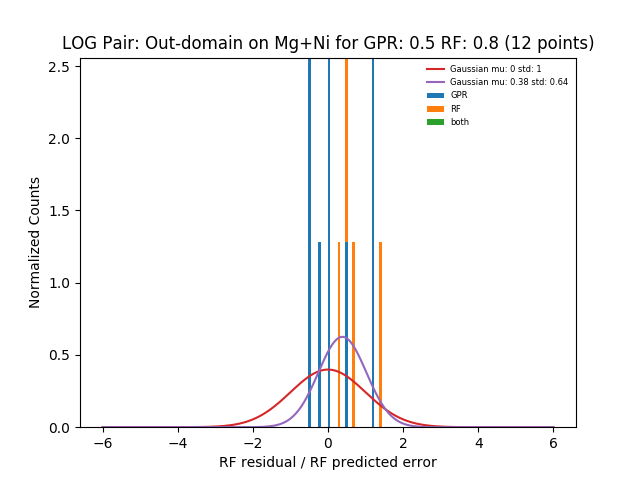 LOG Pair: Out-domain on Mg+Ni for GPR: 0.5 RF: 0.8 (12 points)
Gaussian mu: 0 std: 1
Gaussian mu: 0.38 std: 0.64
GPR
RF
both
Normalized Counts
2.5
2.0
1.5
1.0
0.5
0.0
−6 −4 −2 0 2 4 6
RF residual / RF predicted error